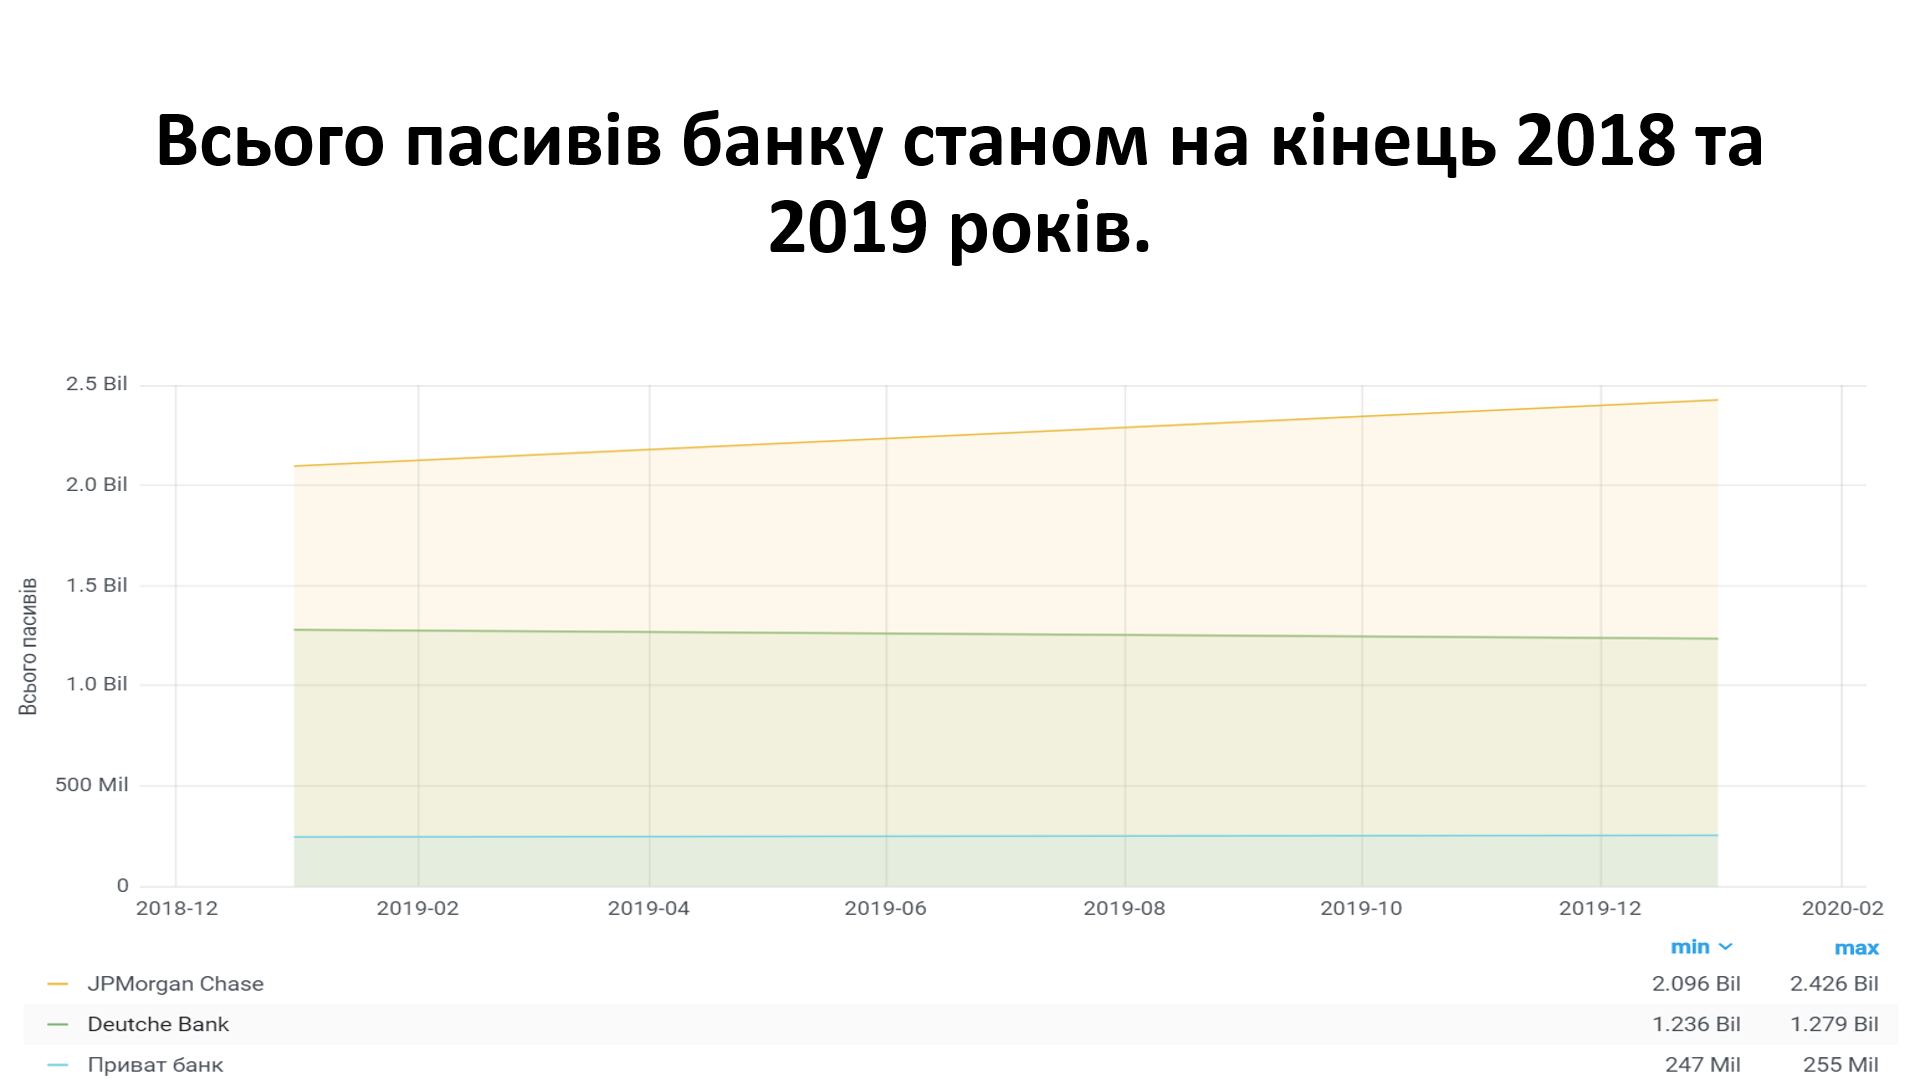 Всього пасивів банку станом на кінець 2018 та
2019 років.
2.5 Bil
2.0 Bil
1.5 Bil
1.0 Bil
500 Mil
0
Всього пасивів
2018-12 2019-02 2019-04 2019-06 2019-08 2019-10 2019-12 2020-02
min max
JPMorgan Chase 2.096 Bil 2.426 Bil
Deutche Bank 1.236 Bil 1.279 Bil
Приват банк 247 Mil 255 Mil